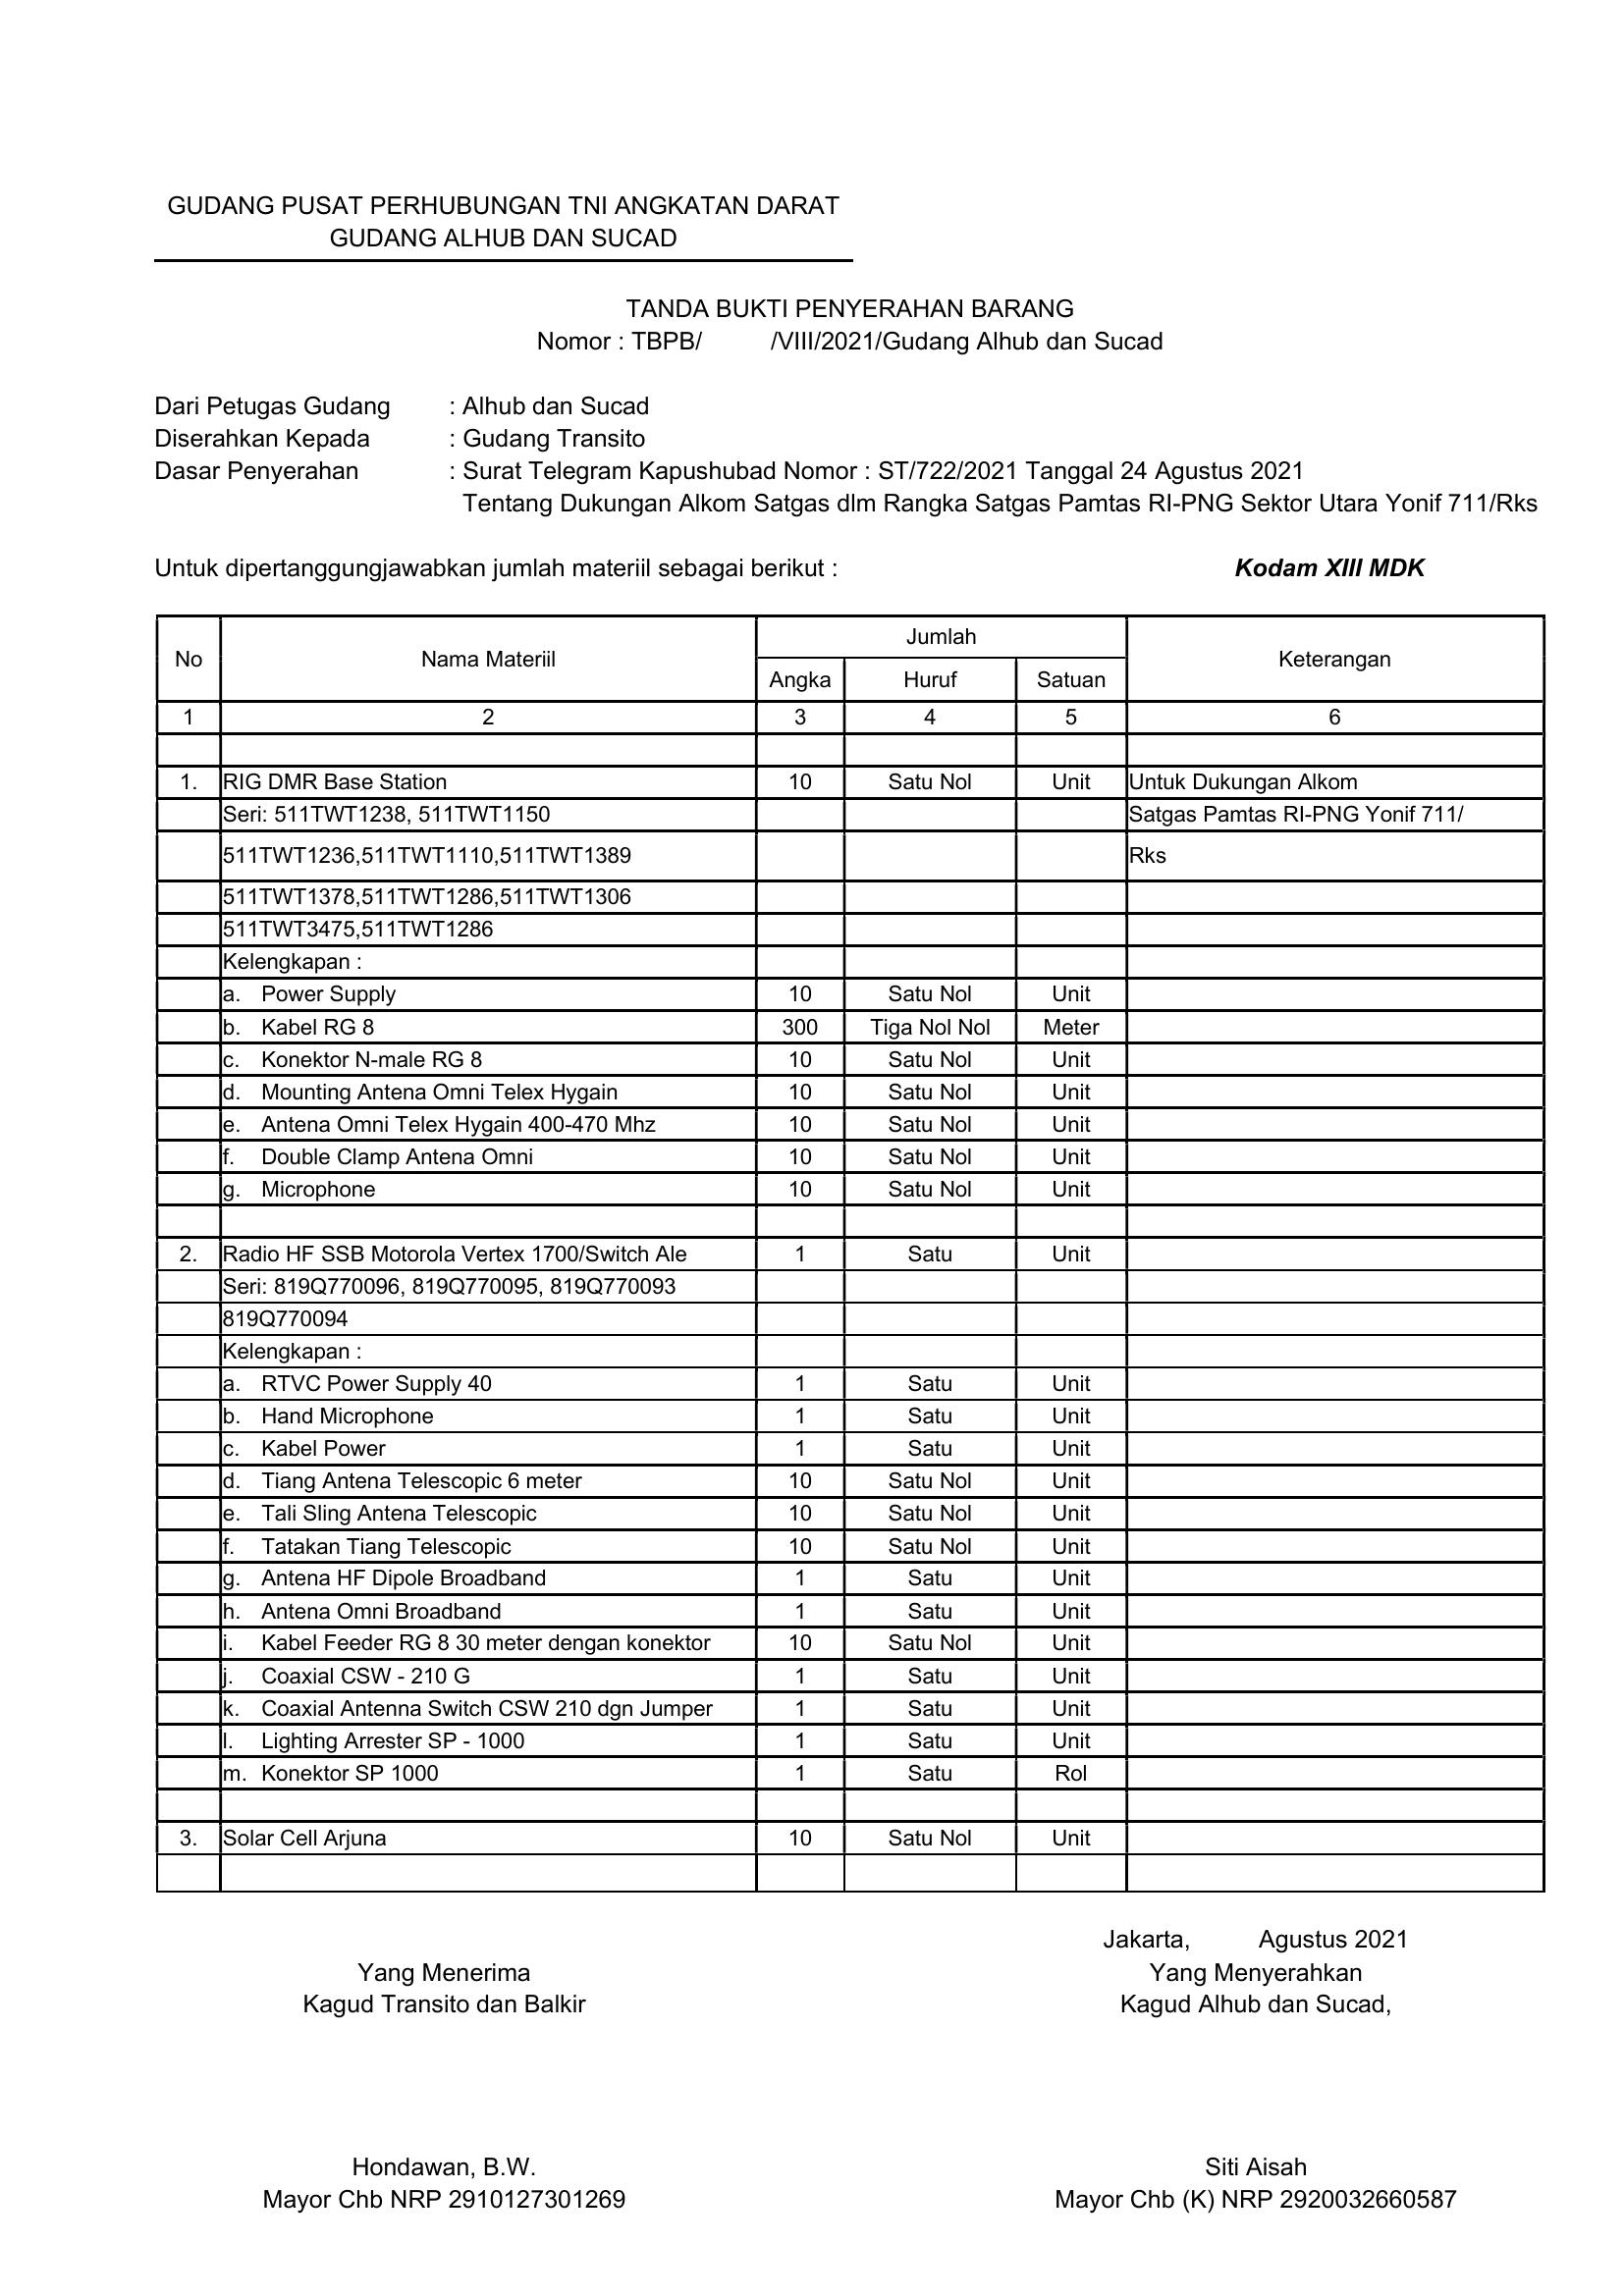 GUDANG PUSAT PERHUBUNGAN TNI ANGKATAN DARAT
GUDANG ALHUB DAN SUCAD
TANDA BUKTI PENYERAHAN BARANG
Nomor : TBPB/ /VIII/2021/Gudang Alhub dan Sucad
Dari Petugas Gudang : Alhub dan Sucad
Diserahkan Kepada : Gudang Transito
Dasar Penyerahan : Surat Telegram Kapushubad Nomor : ST/722/2021 Tanggal 24 Agustus 2021
Tentang Dukungan Alkom Satgas dlm Rangka Satgas Pamtas RI-PNG Sektor Utara Yonif 711/Rks
Untuk dipertanggungjawabkan jumlah materiil sebagai berikut : Kodam XIII MDK
No Nama Materiil Jumlah Keterangan
Angka Huruf Satuan
1 2 3 4 5 6
1. RIG DMR Base Station 10 Satu Nol Unit Untuk Dukungan Alkom
Seri: 511TWT1238, 511TWT1150 Satgas Pamtas RI-PNG Yonif 711/
511TWT1236,511TWT1110,511TWT1389 Rks
511TWT1378,511TWT1286,511TWT1306
511TWT3475,511TWT1286
Kelengkapan :
a. Power Supply 10 Satu Nol Unit
b. Kabel RG 8 300 Tiga Nol Nol Meter
c. Konektor N-male RG 8 10 Satu Nol Unit
d. Mounting Antena Omni Telex Hygain 10 Satu Nol Unit
e. Antena Omni Telex Hygain 400-470 Mhz 10 Satu Nol Unit
f. Double Clamp Antena Omni 10 Satu Nol Unit
g. Microphone 10 Satu Nol Unit
2. Radio HF SSB Motorola Vertex 1700/Switch Ale 1 Satu Unit
Seri: 819Q770096, 819Q770095, 819Q770093
819Q770094
Kelengkapan :
a. RTVC Power Supply 40 1 Satu Unit
b. Hand Microphone 1 Satu Unit
c. Kabel Power 1 Satu Unit
d. Tiang Antena Telescopic 6 meter 10 Satu Nol Unit
e. Tali Sling Antena Telescopic 10 Satu Nol Unit
f. Tatakan Tiang Telescopic 10 Satu Nol Unit
g. Antena HF Dipole Broadband 1 Satu Unit
h. Antena Omni Broadband 1 Satu Unit
i. Kabel Feeder RG 8 30 meter dengan konektor 10 Satu Nol Unit
j. Coaxial CSW - 210 G 1 Satu Unit
k. Coaxial Antenna Switch CSW 210 dgn Jumper 1 Satu Unit
l. Lighting Arrester SP - 1000 1 Satu Unit
m. Konektor SP 1000 1 Satu Rol
3. Solar Cell Arjuna 10 Satu Nol Unit
Jakarta, Agustus 2021
Yang Menerima Yang Menyerahkan
Kagud Transito dan Balkir Kagud Alhub dan Sucad,
Hondawan, B.W. Siti Aisah
Mayor Chb NRP 2910127301269 Mayor Chb (K) NRP 2920032660587